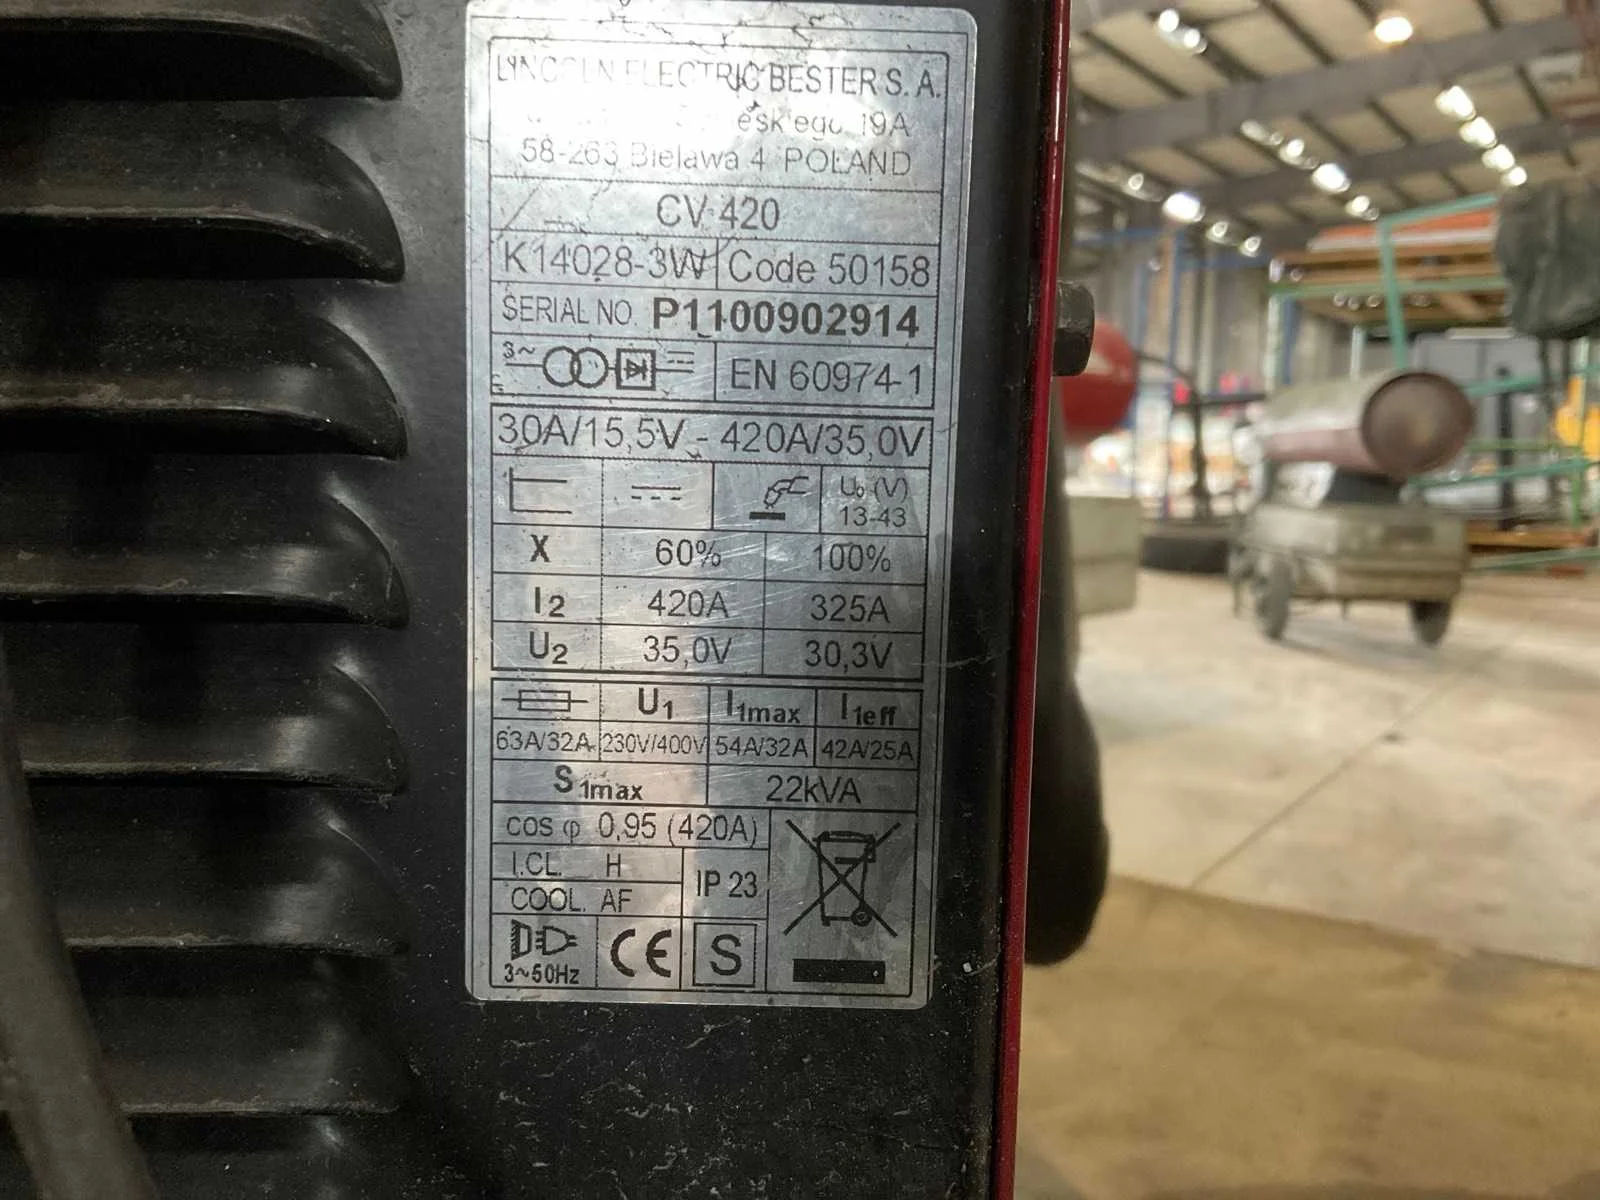 LINCOLN ELECTRIC BESTER S. A.
19A
58-263 Bielawa 4 POLAND
CV 420
K14028-3W Code 50158
SERIAL NO. P1100902914
3~ EN 60974-1
30A/15,5V - 420A/35,0V
U₀ (V)
13-43
X 60% 100%
I2 420A 325A
U2 35,0V 30,3V
U1 I1max I1eff
63A/32A 230V/400V 54A/32A 42A/25A
S1max 22kVA
cos φ 0,95 (420A)
I.CL. H
IP 23
COOL. AF
3~50Hz CE S